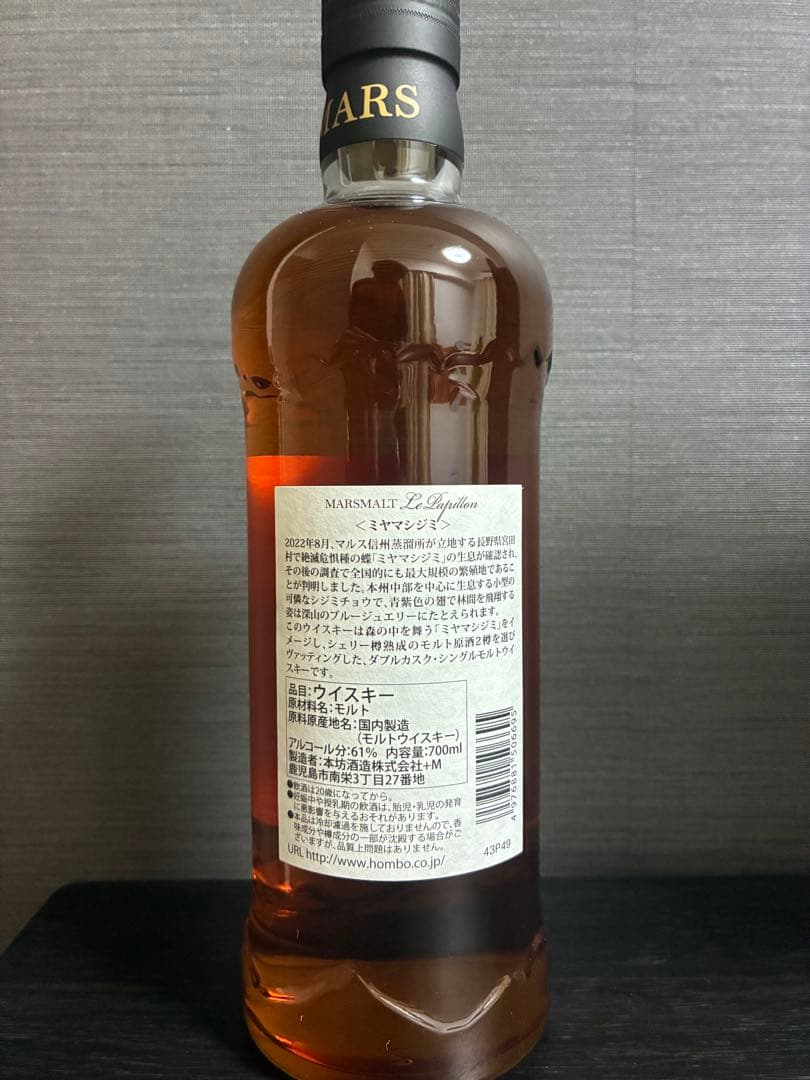 MARS
MARSMALT Le Papillon
＜ミヤマシジミ＞
2022年8月、マルス信州蒸溜所が立地する長野県宮田
村で絶滅危惧種の蝶「ミヤマシジミ」の生息が確認され、
その後の調査で全国的にも最大規模の繁殖地であるこ
とが判明しました。本州中部を中心に生息する小型の
可憐なシジミチョウで、青紫色の翅で林間を飛翔する
姿は深山のブルージュエリーにたとえられます。
このウイスキーは森の中を舞う「ミヤマシジミ」をイ
メージし、シェリー樽熟成のモルト原酒2樽を選び
ヴァッティングした、ダブルカスク・シングルモルトウイ
スキーです。
品目：ウイスキー
原材料名：モルト
原料原産地名：国内製造
（モルトウイスキー）
アルコール分：61% 内容量：700ml
製造者：本坊酒造株式会社+M
鹿児島市南栄3丁目27番地
●飲酒は20歳になってから。
●妊娠中や授乳期の飲酒は、胎児・乳児の発育
に悪影響を与えるおそれがあります。
●本品は冷却濾過を施しておりませんので、香
味成分や樽成分の一部が沈殿する場合がご
ざいますが、品質上問題はありません。
URL http://www.hombo.co.jp/
4 976881 506695
43P49